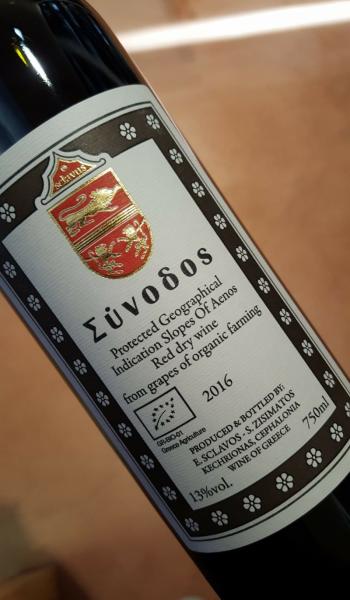 sclavus
Σύνοδος
Protected Geographical
Indication Slopes Of Aenos
Red dry wine
from grapes of organic farming
2016
GR-BIO-01
Greece Agriculture
PRODUCED & BOTTLED BY:
E. SCLAVOS - S. ZISIMATOS
KECHRIONAS, CEPHALONIA
WINE OF GREECE
13%vol.
750ml